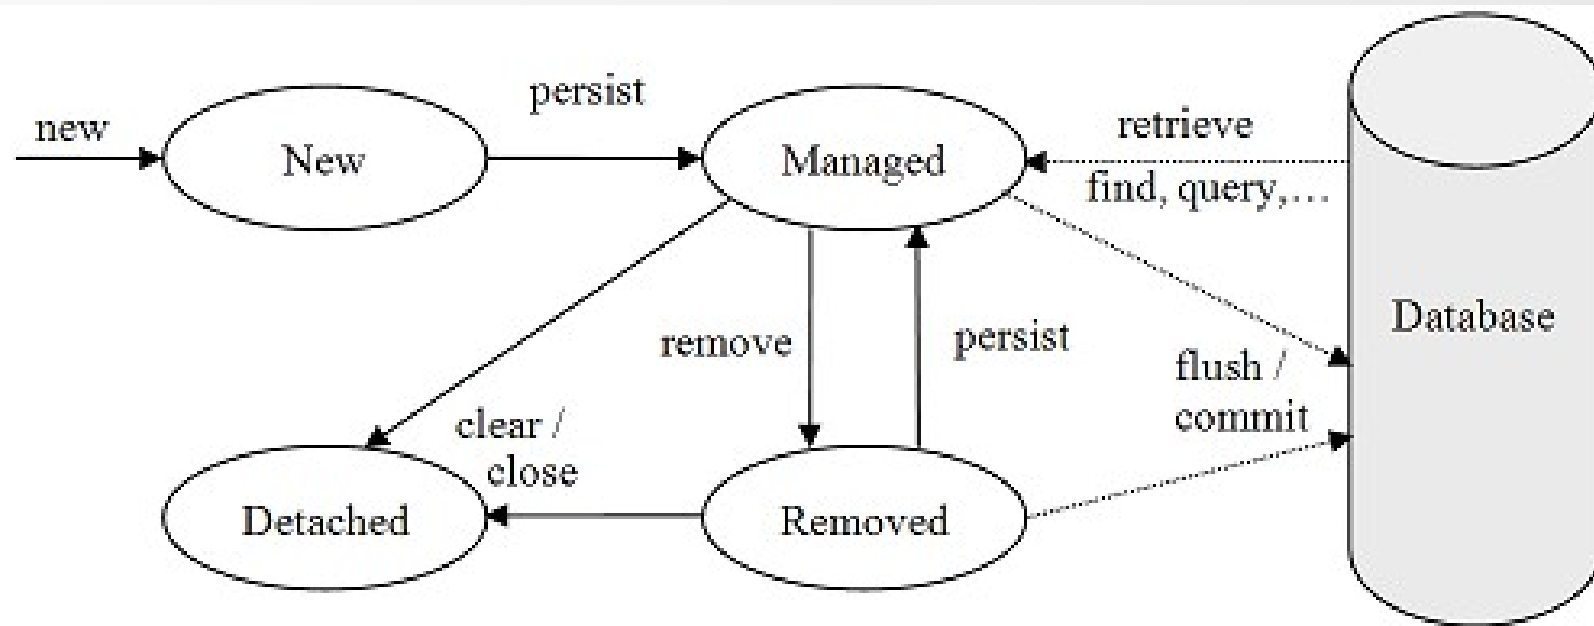 new
New
persist
Managed
retrieve
find, query,...
Database
remove
persist
flush /
commit
clear /
close
Detached
Removed